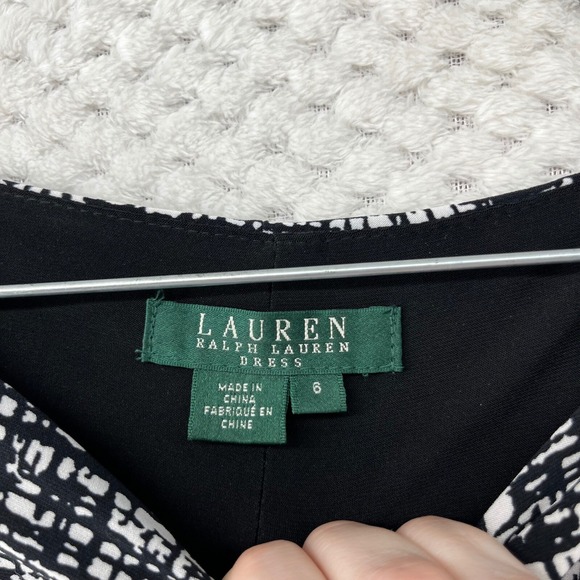 LAUREN
RALPH LAUREN
DRESS
MADE IN
CHINA
FABRIQUÉ EN
CHINE
6